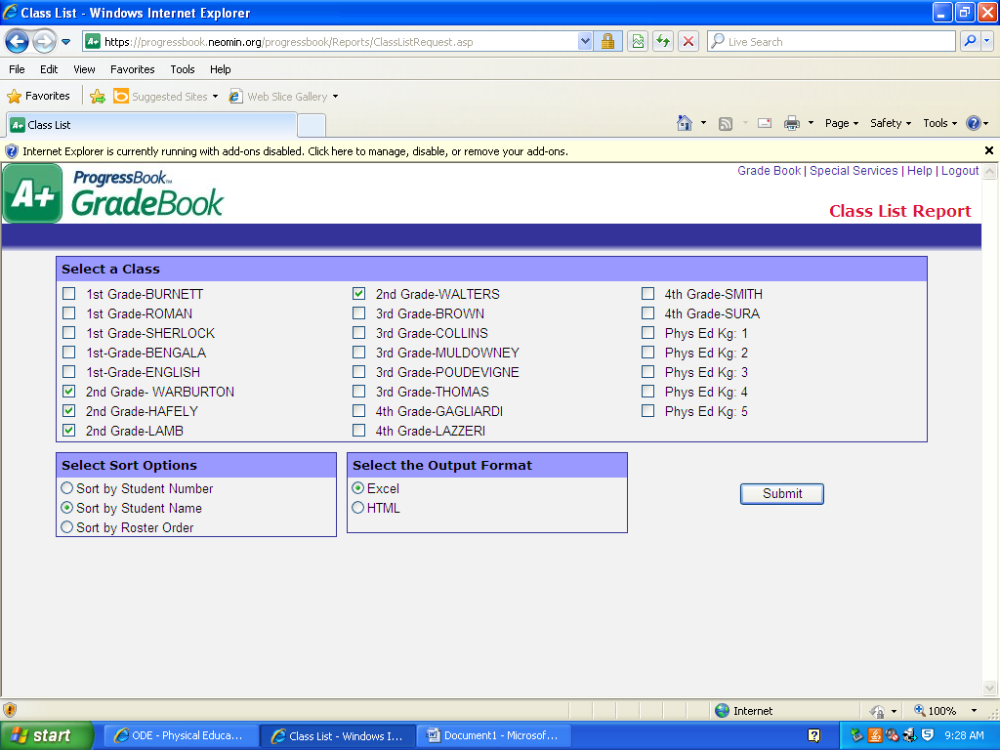 Class List - Windows Internet Explorer
https://progressbook.neomin.org/progressbook/Reports/ClassListRequest.asp
Live Search
File Edit View Favorites Tools Help
Favorites Suggested Sites Web Slice Gallery
Class List
Page Safety Tools
Internet Explorer is currently running with add-ons disabled. Click here to manage, disable, or remove your add-ons.
Grade Book | Special Services | Help | Logout
A+ ProgressBook™
GradeBook
Class List Report
Select a Class
1st Grade-BURNETT
1st Grade-ROMAN
1st Grade-SHERLOCK
1st-Grade-BENGALA
1st-Grade-ENGLISH
2nd Grade- WARBURTON
2nd Grade-HAFELY
2nd Grade-LAMB
2nd Grade-WALTERS
3rd Grade-BROWN
3rd Grade-COLLINS
3rd Grade-MULDOWNEY
3rd Grade-POUDEVIGNE
3rd Grade-THOMAS
4th Grade-GAGLIARDI
4th Grade-LAZZERI
4th Grade-SMITH
4th Grade-SURA
Phys Ed Kg: 1
Phys Ed Kg: 2
Phys Ed Kg: 3
Phys Ed Kg: 4
Phys Ed Kg: 5
Select Sort Options
Sort by Student Number
Sort by Student Name
Sort by Roster Order
Select the Output Format
Excel
HTML
Submit
Internet 100%
start ODE - Physical Educa... Class List - Windows I... Document1 - Microsof... 9:28 AM